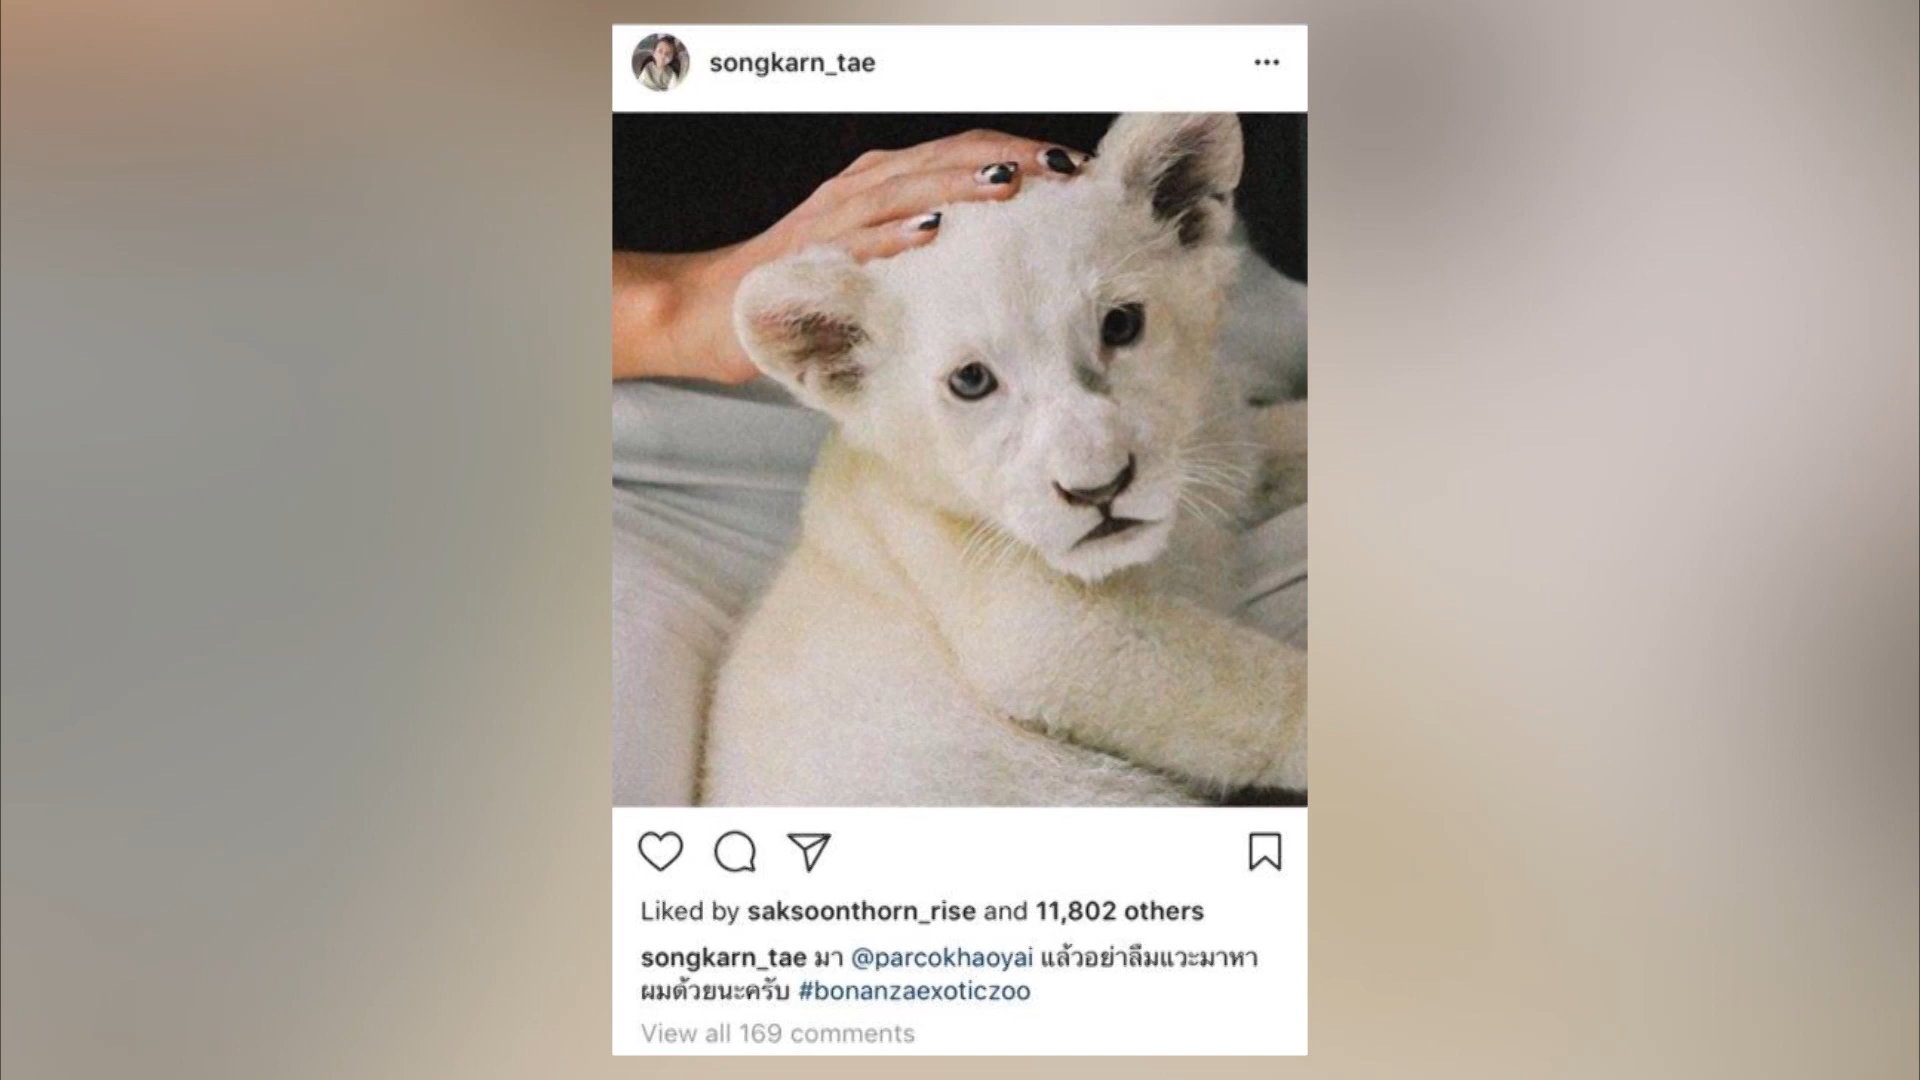 songkarn_tae
Liked by saksoonthorn_rise and 11,802 others
songkarn_tae มา @parcokhaoyai แล้วอย่าลืมแวะมาหา
ผมด้วยนะครับ #bonanzaexoticzoo
View all 169 comments